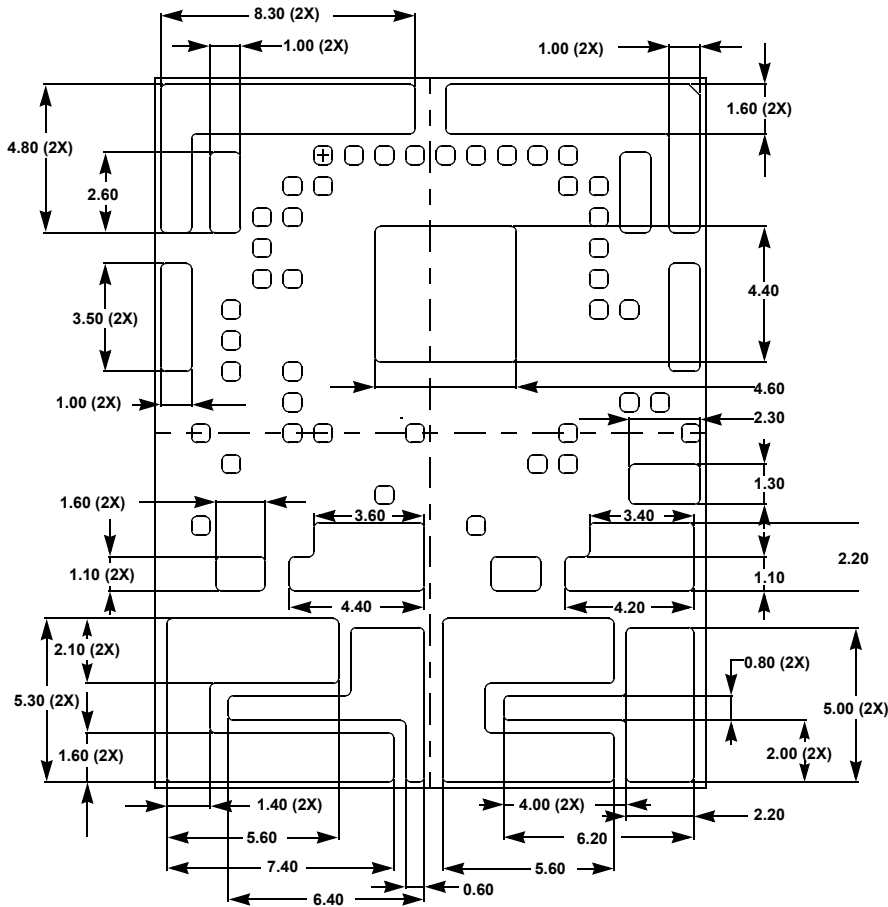 8.30 (2X)
1.00 (2X)
1.00 (2X)
1.60 (2X)
4.80 (2X)
2.60
4.40
3.50 (2X)
4.60
1.00 (2X)
2.30
1.30
1.60 (2X)
3.60
3.40
2.20
1.10 (2X)
1.10
4.40
4.20
2.10 (2X)
0.80 (2X)
5.30 (2X)
5.00 (2X)
2.00 (2X)
1.60 (2X)
1.40 (2X)
4.00 (2X)
2.20
5.60
6.20
7.40
5.60
0.60
6.40